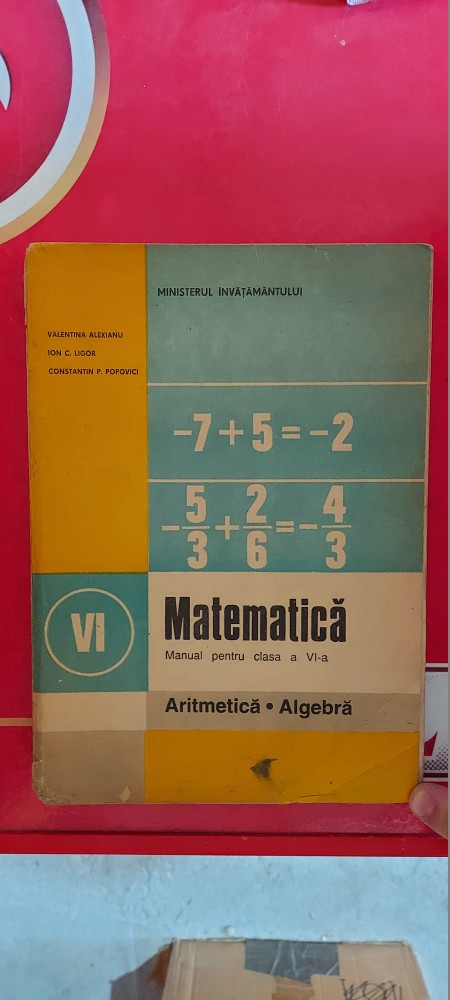 MINISTERUL ÎNVĂȚĂMÂNTULUI
VALENTINA ALEXIANU
ION C. LIGOR
CONSTANTIN P. POPOVICI
-7+5=-2
-5/3+2/6=-4/3
VI
Matematică
Manual pentru clasa a VI-a
Aritmetică • Algebră